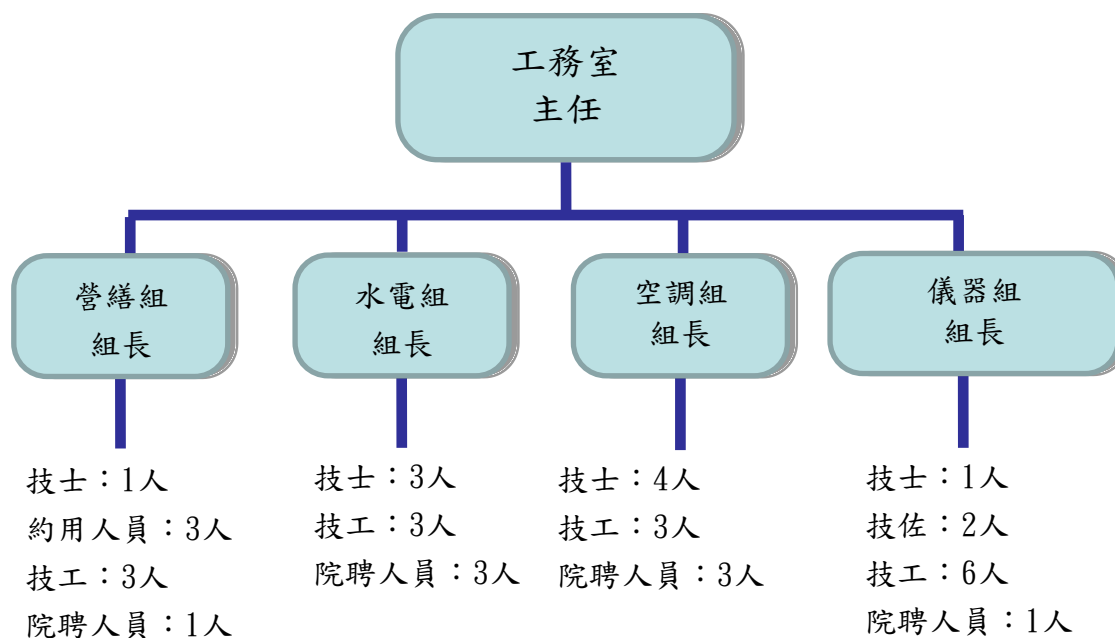 工務室
主任
營繕組
組長
水電組
組長
空調組
組長
儀器組
組長
技士：1人
約用人員：3人
技工：3人
院聘人員：1人
技士：3人
技工：3人
院聘人員：3人
技士：4人
技工：3人
院聘人員：3人
技士：1人
技佐：2人
技工：6人
院聘人員：1人